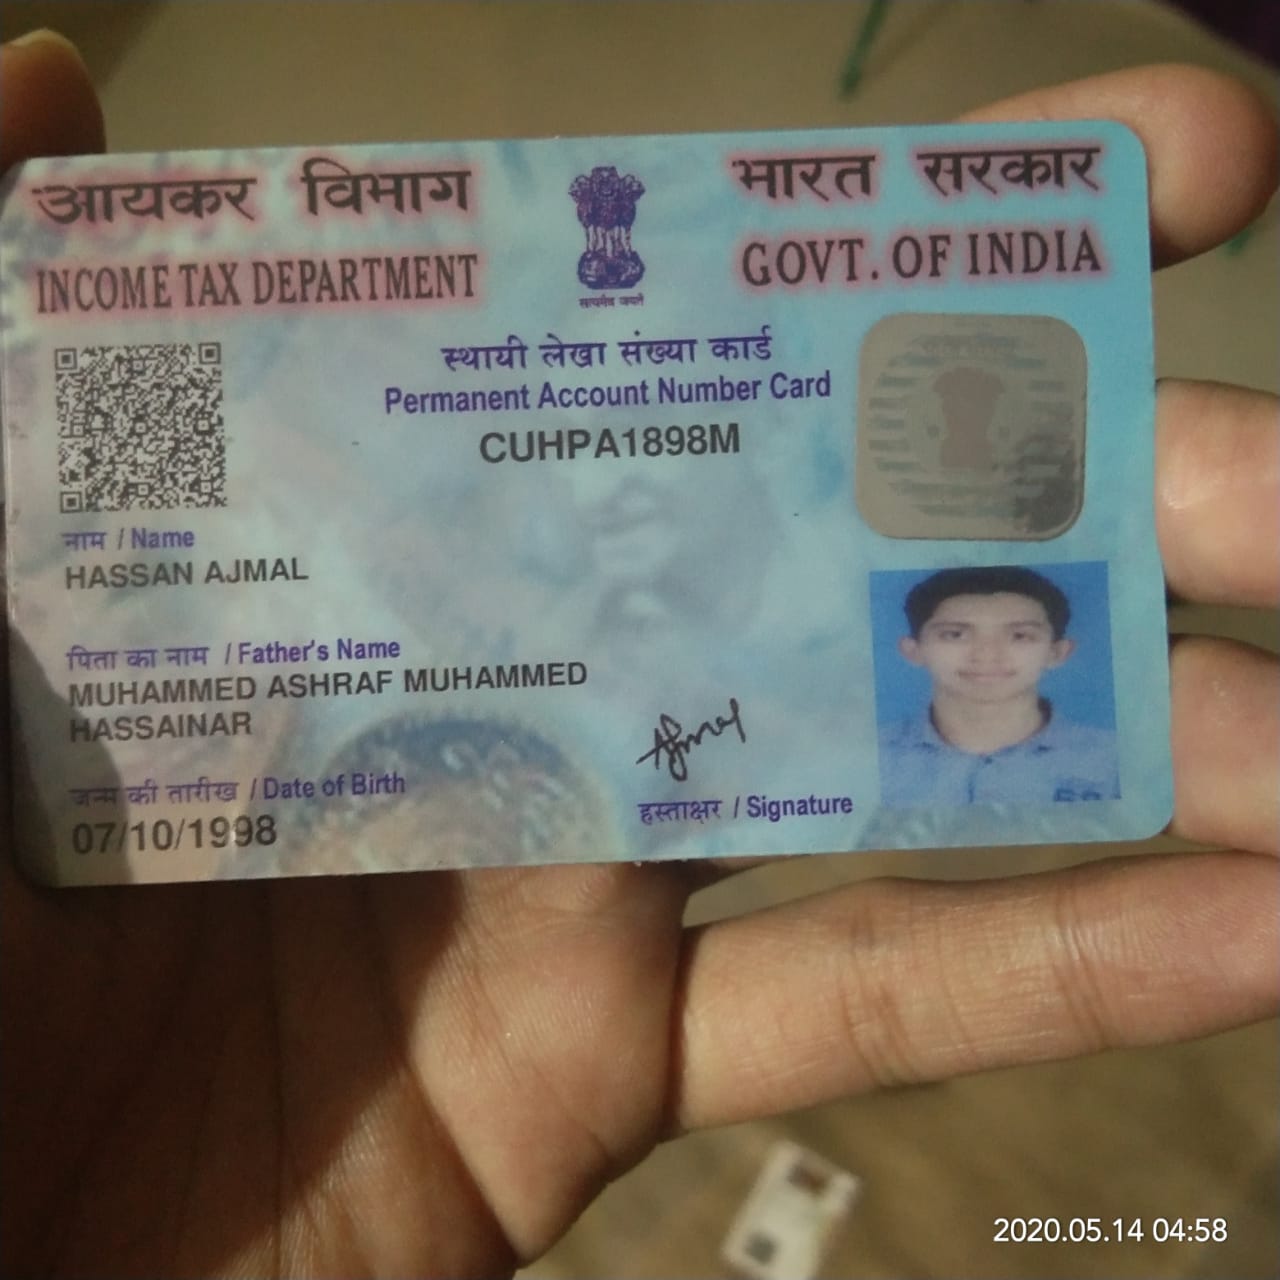 आयकर विभाग
INCOME TAX DEPARTMENT
सत्यमेव जयते
भारत सरकार
GOVT. OF INDIA
स्थायी लेखा संख्या कार्ड
Permanent Account Number Card
CUHPA1898M
नाम / Name
HASSAN AJMAL
पिता का नाम / Father's Name
MUHAMMED ASHRAF MUHAMMED
HASSAINAR
जन्म की तारीख / Date of Birth
07/10/1998
Ajmal
हस्ताक्षर / Signature
2020.05.14 04:58